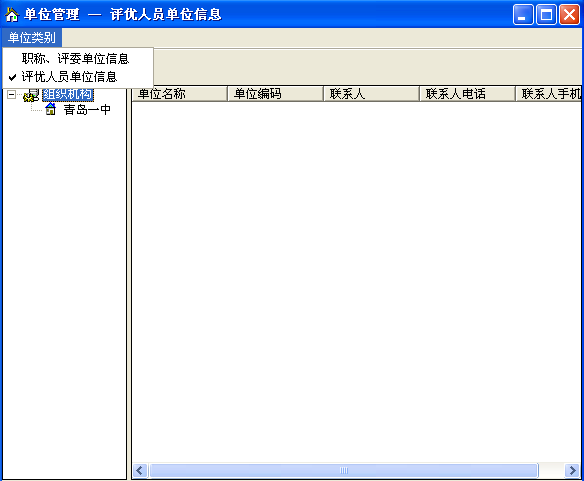 单位管理 — 评优人员单位信息
单位类别
职称、评委单位信息
评优人员单位信息
组织机构
青岛一中
单位名称 单位编码 联系人 联系人电话 联系人手机